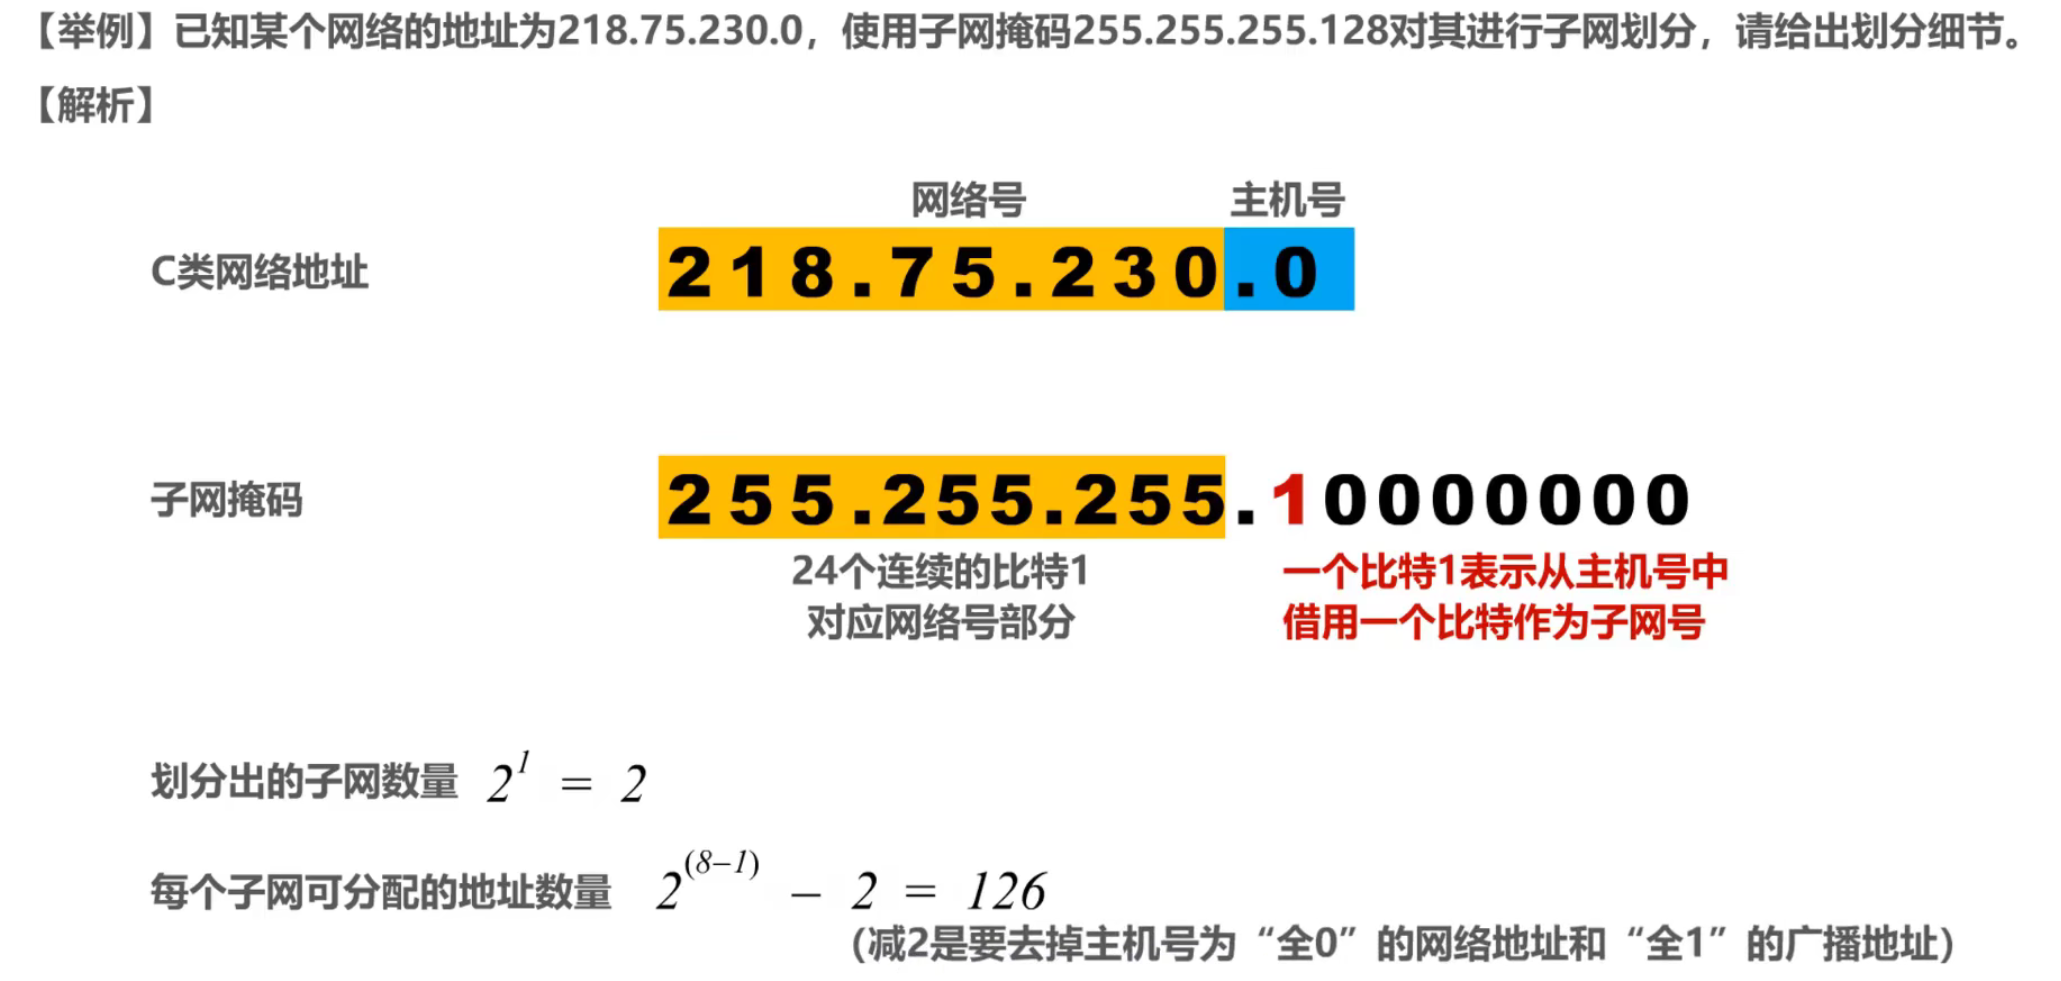 【举例】已知某个网络的地址为218.75.230.0，使用子网掩码255.255.255.128对其进行子网划分，请给出划分细节。
【解析】
网络号 主机号
C类网络地址 218.75.230.0
子网掩码 255.255.255.10000000
24个连续的比特1 一个比特1表示从主机号中
对应网络号部分 借用一个比特作为子网号
划分出的子网数量 2^1 = 2
每个子网可分配的地址数量 2^(8-1) - 2 = 126
(减2是要去掉主机号为“全0”的网络地址和“全1”的广播地址)